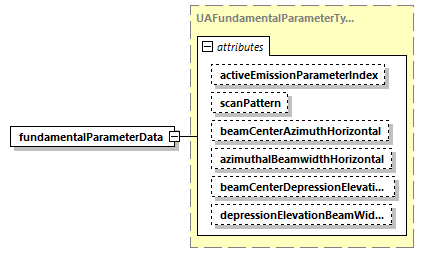 UAFundamentalParameterTy...
attributes
activeEmissionParameterIndex
scanPattern
beamCenterAzimuthHorizontal
fundamentalParameterData
azimuthalBeamwidthHorizontal
beamCenterDepressionElevati...
depressionElevationBeamWid...